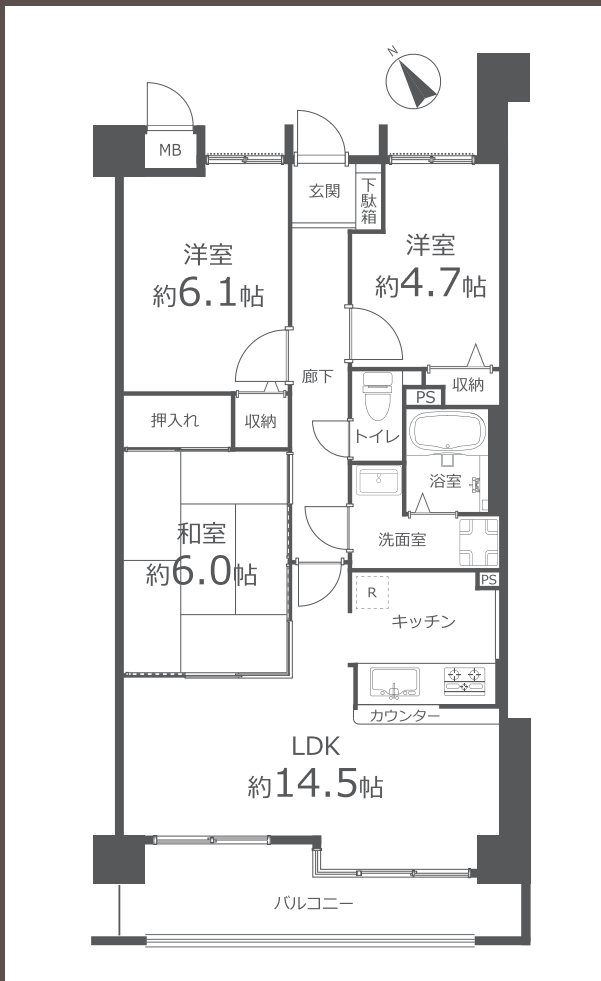 N
MB
玄関
下駄箱
洋室
約6.1帖
洋室
約4.7帖
廊下
収納
PS
押入れ
収納
トイレ
浴室
和室
約6.0帖
洗面室
PS
R
キッチン
カウンター
LDK
約14.5帖
バルコニー